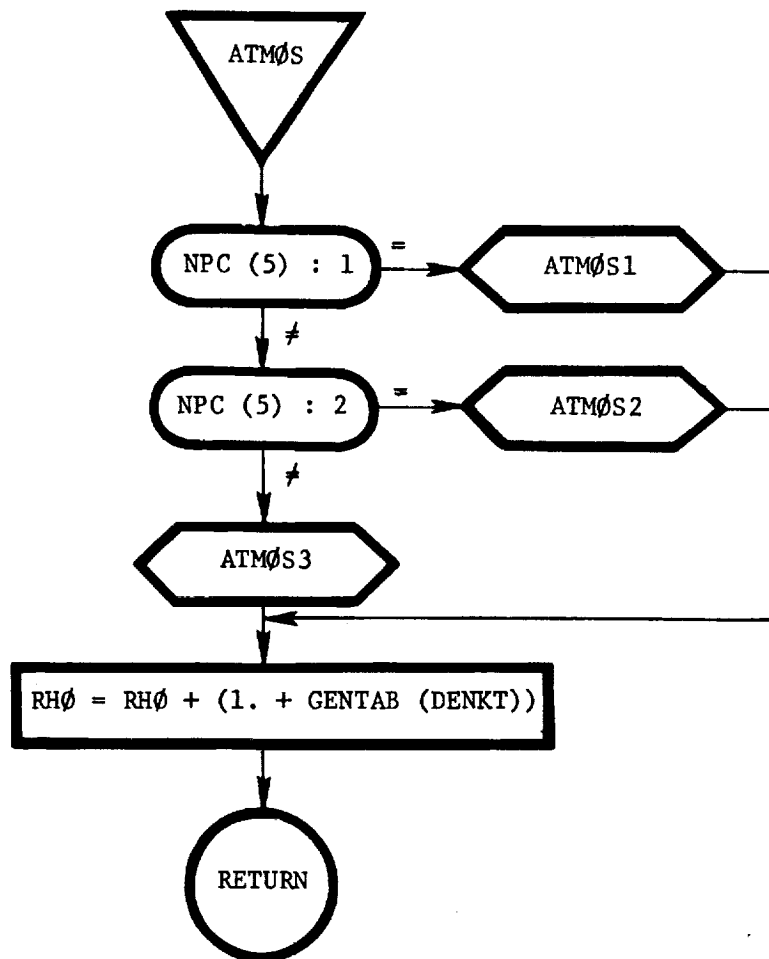 ATMØS
NPC (5) : 1
=
ATMØS1
≠
NPC (5) : 2
=
ATMØS2
≠
ATMØS3
RHØ = RHØ + (1. + GENTAB (DENKT))
RETURN